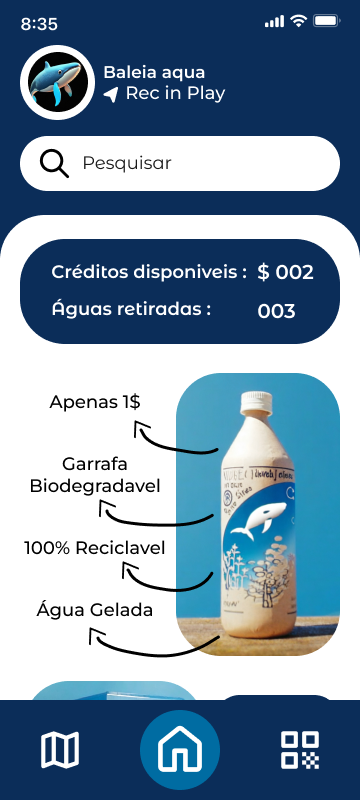 8:35
Baleia aqua
Rec in Play
Pesquisar
Créditos disponiveis : $ 002
Águas retiradas : 003
Apenas 1$
Garrafa
Biodegradavel
100% Reciclavel
Água Gelada